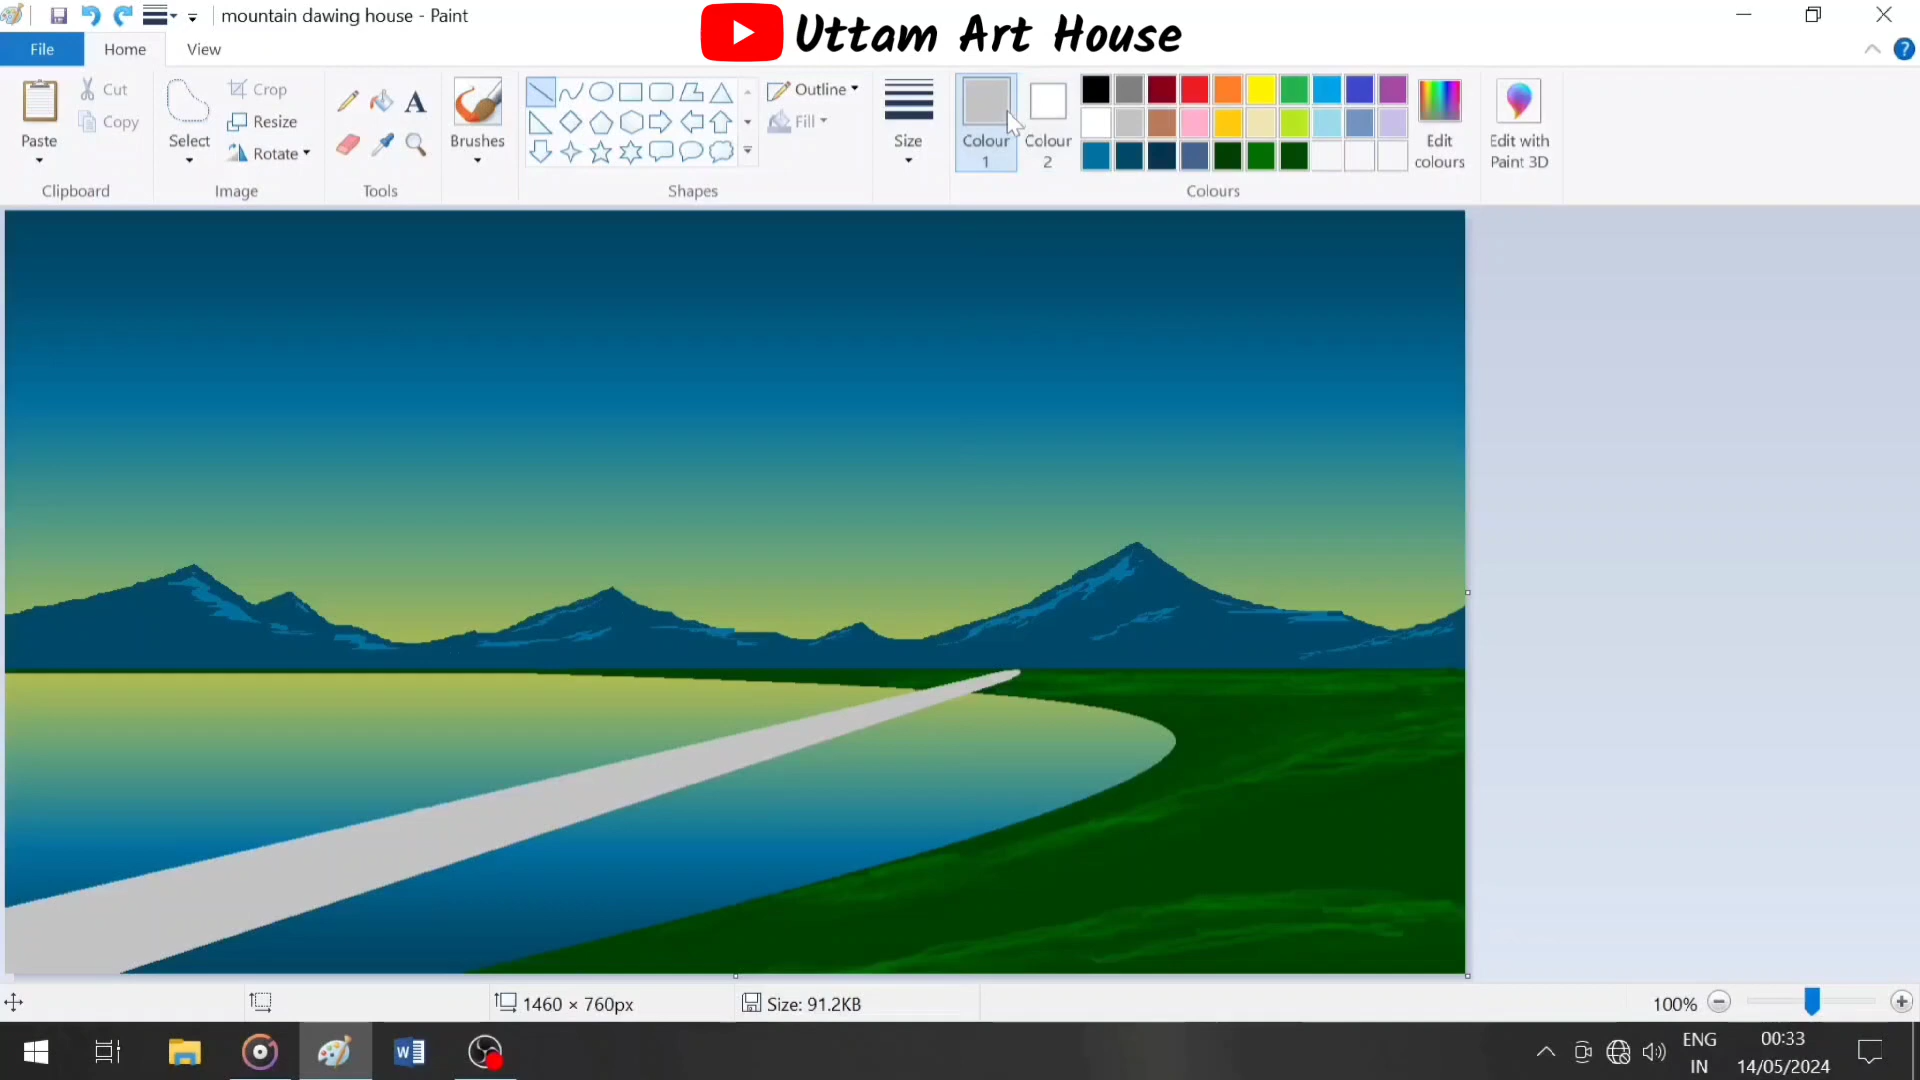 mountain dawing house - Paint
Uttam Art House
File
Home
View
Paste
Cut
Copy
Clipboard
Select
Crop
Resize
Rotate
Image
A
Tools
Brushes
Shapes
Outline
Fill
Size
Colour
1
Colour
2
Colours
Edit
colours
Edit with
Paint 3D
?
1460 × 760px
Size: 91.2KB
100%
W
ENG
IN
00:33
14/05/2024